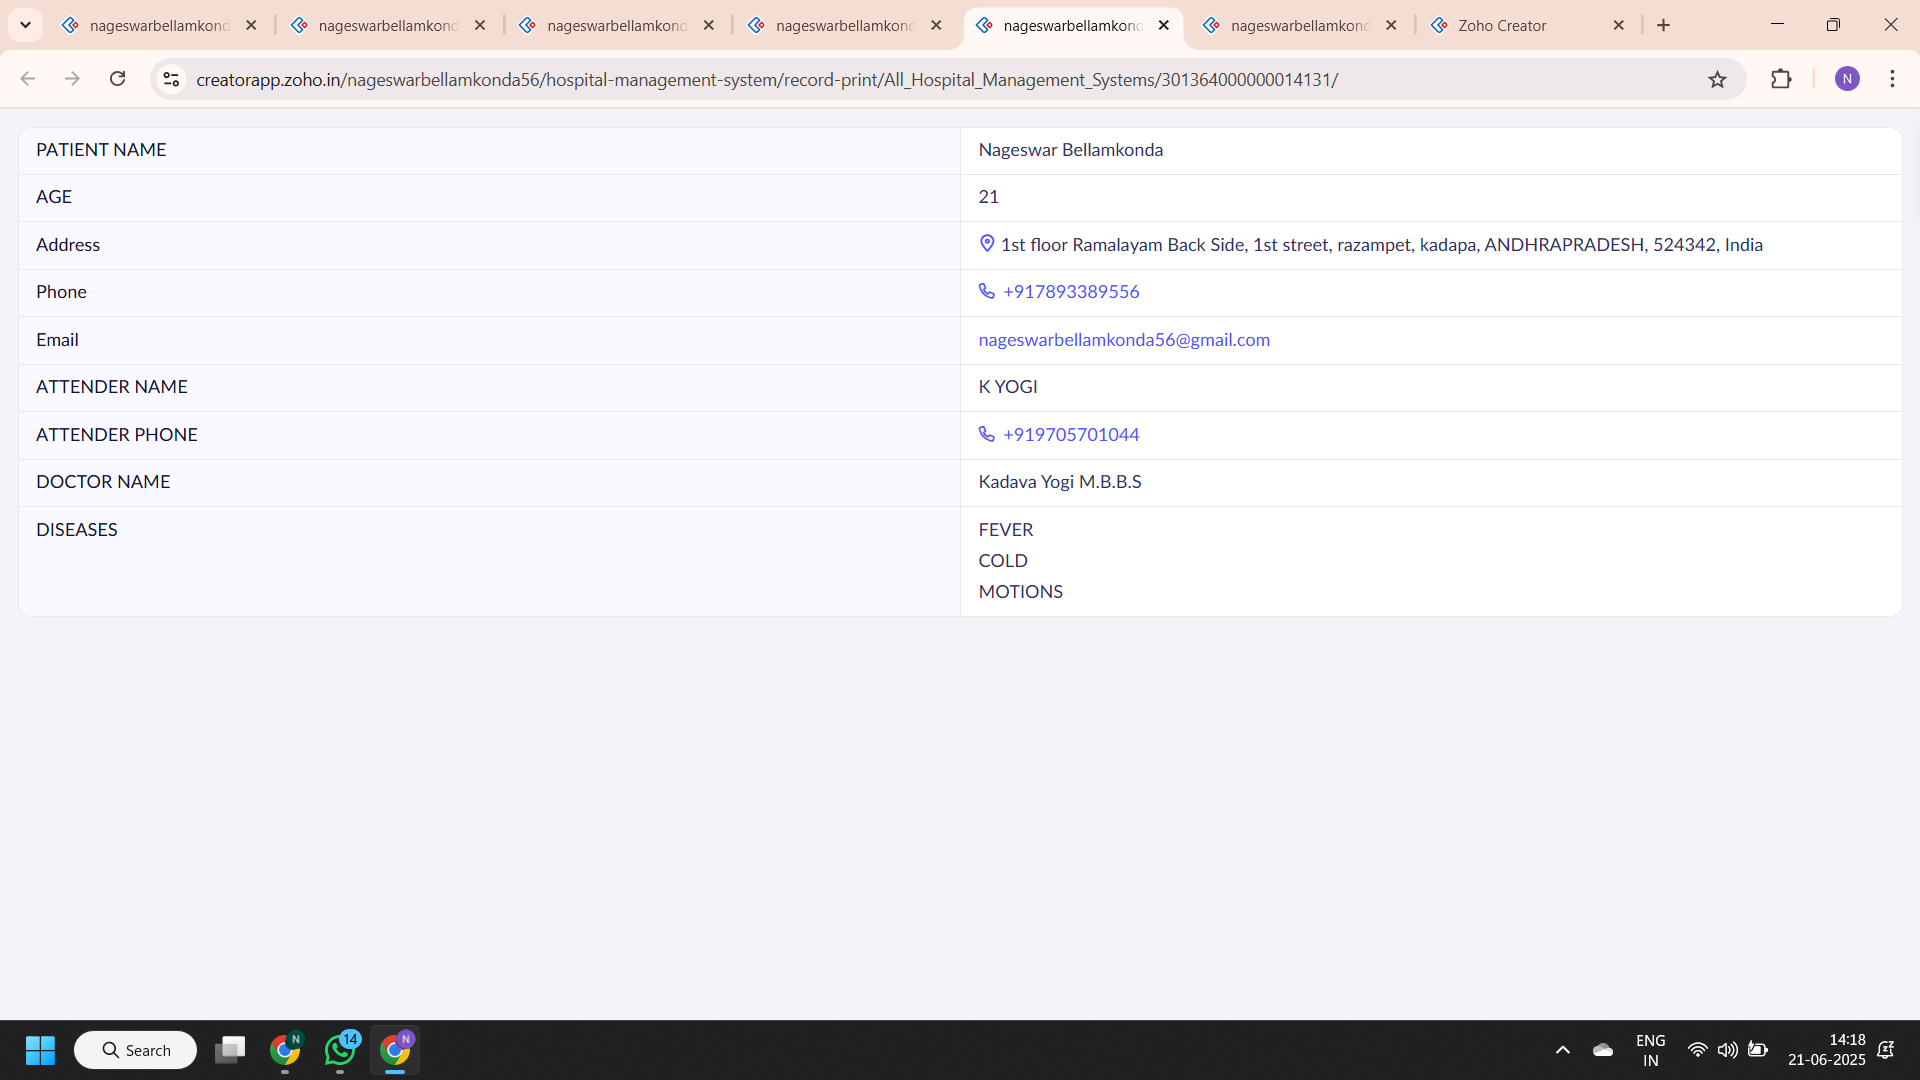 nageswarbellamkond
nageswarbellamkond
nageswarbellamkond
nageswarbellamkond
nageswarbellamkond
nageswarbellamkond
Zoho Creator
creatorapp.zoho.in/nageswarbellamkonda56/hospital-management-system/record-print/All_Hospital_Management_Systems/301364000000014131/
N
PATIENT NAME Nageswar Bellamkonda
AGE 21
Address 1st floor Ramalayam Back Side, 1st street, razampet, kadapa, ANDHRAPRADESH, 524342, India
Phone +917893389556
Email nageswarbellamkonda56@gmail.com
ATTENDER NAME K YOGI
ATTENDER PHONE +919705701044
DOCTOR NAME Kadava Yogi M.B.B.S
DISEASES FEVER
COLD
MOTIONS
Search
N
14
N
ENG
IN
14:18
21-06-2025